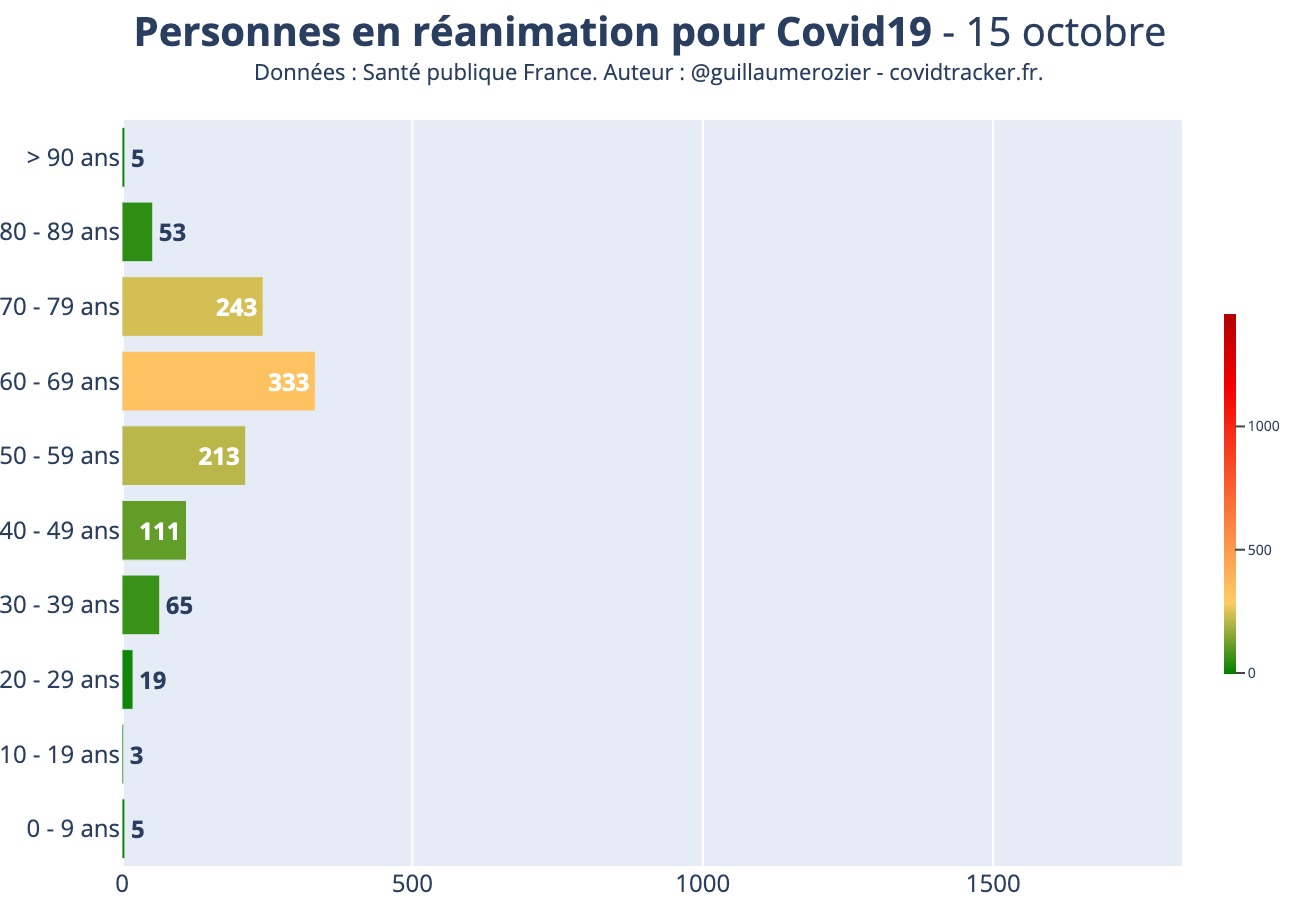 Personnes en réanimation pour Covid19 - 15 octobre
Données : Santé publique France. Auteur : @guillaumerozier - covidtracker.fr.
> 90 ans 5
80 - 89 ans 53
70 - 79 ans 243
60 - 69 ans 333
50 - 59 ans 213
40 - 49 ans 111
30 - 39 ans 65
20 - 29 ans 19
10 - 19 ans 3
0 - 9 ans 5
0 500 1000 1500
1000
500
0